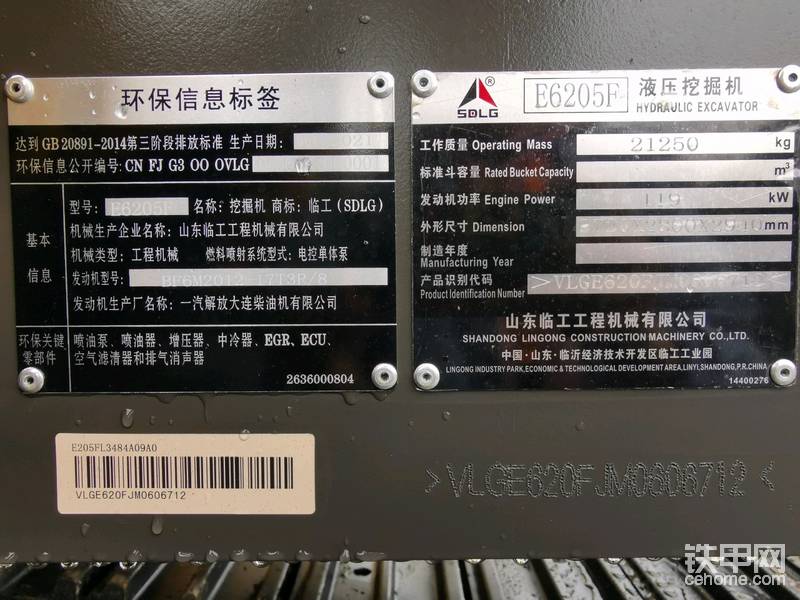 环保信息标签
达到GB20891-2014第三阶段排放标准 生产日期:
环保信息公开编号: CN FJ G3 00 0VLG
基本
信息
型号: E6205F 名称: 挖掘机 商标: 临工 (SDLG)
机械生产企业名称: 山东临工工程机械有限公司
机械类型: 工程机械 燃料喷射系统型式: 电控单体泵
发动机型号:
发动机生产厂名称: 一汽解放大连柴油机有限公司
环保关键
零部件
喷油泵、喷油器、增压器、中冷器、EGR、ECU、
空气滤清器和排气消声器
2636000804
SDLG
®
E6205F
液压挖掘机
HYDRAULIC EXCAVATOR
工作质量 Operating Mass 21250 kg
标准斗容量 Rated Bucket Capacity m³
发动机功率 Engine Power 119 kW
外形尺寸 Dimension mm
制造年度
Manufacturing Year
产品识别代码
Product Identification Number
山东临工工程机械有限公司
SHANDONG LINGONG CONSTRUCTION MACHINERY CO.,LTD.
中国·山东·临沂经济技术开发区临工工业园
LINGONG INDUSTRY PARK,ECONOMIC & TECHNOLOGICAL DEVELOPMENT AREA,LINYI,SHANDONG,P.R.CHINA
14400276
E205FL3484A09A0
VLGE620FJM0606712
>VLGE620FJM0606712<
铁甲网
cehome.com